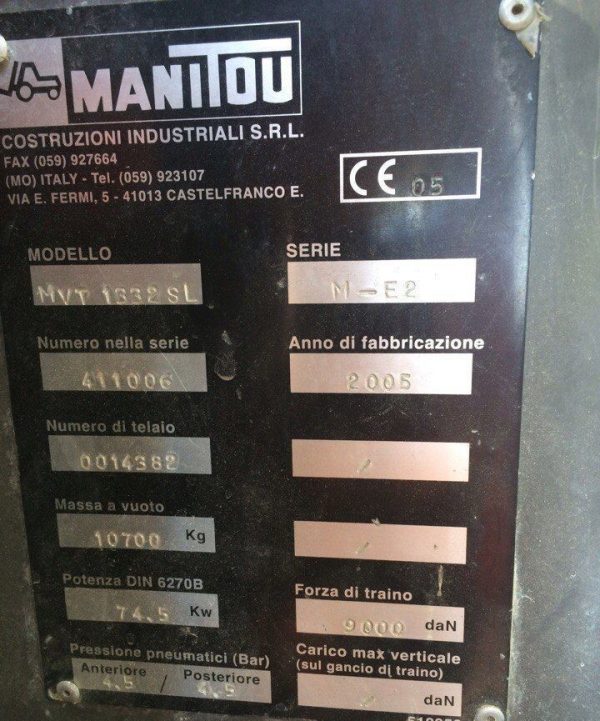 MANITOU
COSTRUZIONI INDUSTRIALI S.R.L.
FAX (059) 927664
(MO) ITALY - Tel. (059) 923107
VIA E. FERMI, 5 - 41013 CASTELFRANCO E.
CE 05
MODELLO
MVT 1332 SL
SERIE
M-E2
Numero nella serie
411006
Anno di fabbricazione
2005
Numero di telaio
0014382
/
Massa a vuoto
10700 Kg
/
Potenza DIN 6270B
74.5 Kw
Forza di traino
9000 daN
Pressione pneumatici (Bar)
Anteriore / Posteriore
4.5 / 4.5
Carico max verticale
(sul gancio di traino)
/ daN